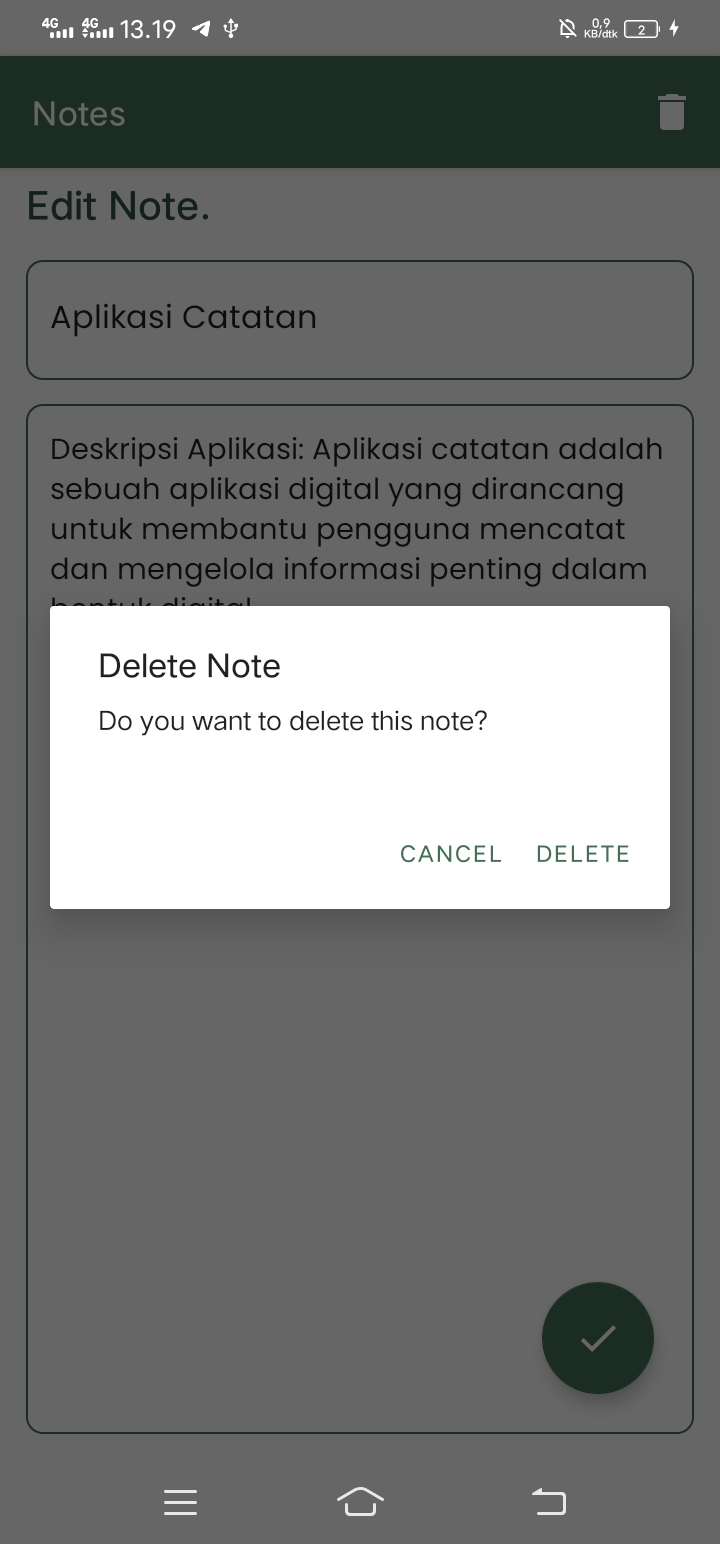 4G 4G 13.19 0,9 KB/dtk 2
Notes
Edit Note.
Aplikasi Catatan
Deskripsi Aplikasi: Aplikasi catatan adalah
sebuah aplikasi digital yang dirancang
untuk membantu pengguna mencatat
dan mengelola informasi penting dalam
bentuk digital
Delete Note
Do you want to delete this note?
CANCEL DELETE